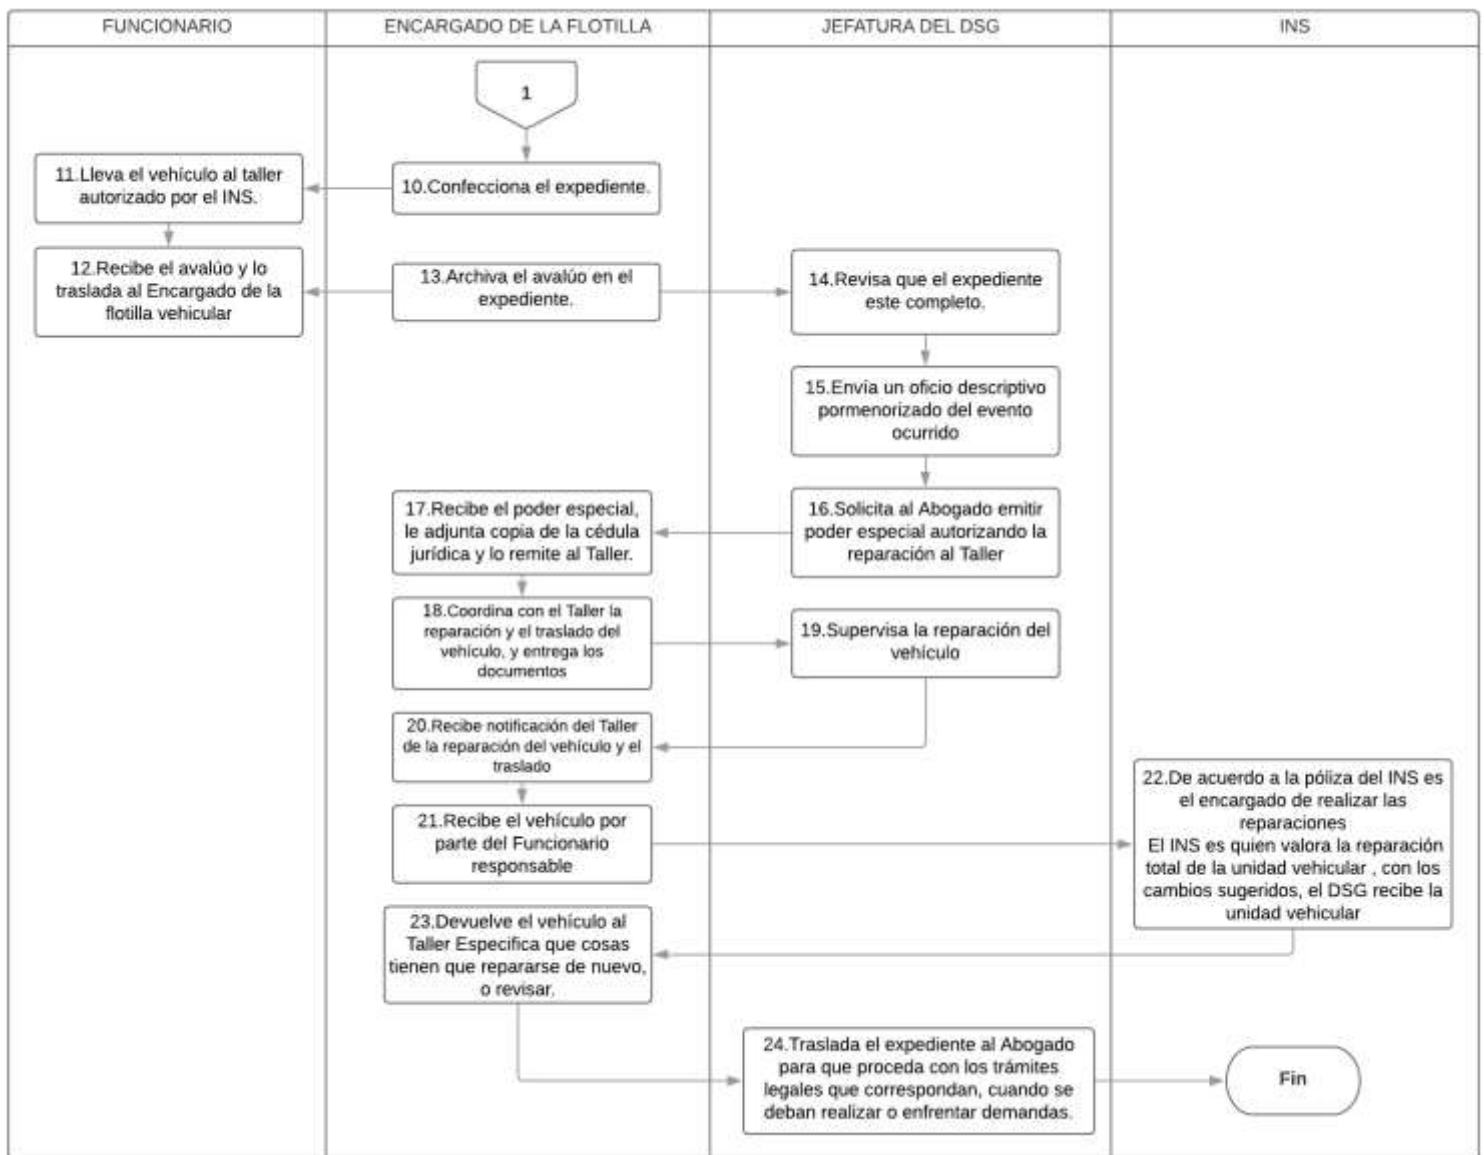 FUNCIONARIO
ENCARGADO DE LA FLOTILLA
JEFATURA DEL DSG
INS
1
10.Confecciona el expediente.
11.Lleva el vehículo al taller
autorizado por el INS.
12.Recibe el avalúo y lo
traslada al Encargado de la
flotilla vehicular
13.Archiva el avalúo en el
expediente.
14.Revisa que el expediente
este completo.
15.Envía un oficio descriptivo
pormenorizado del evento
ocurrido
16.Solicita al Abogado emitir
poder especial autorizando la
reparación al Taller
17.Recibe el poder especial,
le adjunta copia de la cédula
jurídica y lo remite al Taller.
18.Coordina con el Taller la
reparación y el traslado del
vehículo, y entrega los
documentos
19.Supervisa la reparación del
vehículo
20.Recibe notificación del Taller
de la reparación del vehículo y el
traslado
21.Recibe el vehículo por
parte del Funcionario
responsable
22.De acuerdo a la póliza del INS es
el encargado de realizar las
reparaciones
El INS es quien valora la reparación
total de la unidad vehicular , con los
cambios sugeridos, el DSG recibe la
unidad vehicular
23.Devuelve el vehículo al
Taller Especifica que cosas
tienen que repararse de nuevo,
o revisar.
24.Traslada el expediente al Abogado
para que proceda con los trámites
legales que correspondan, cuando se
deban realizar o enfrentar demandas.
Fin